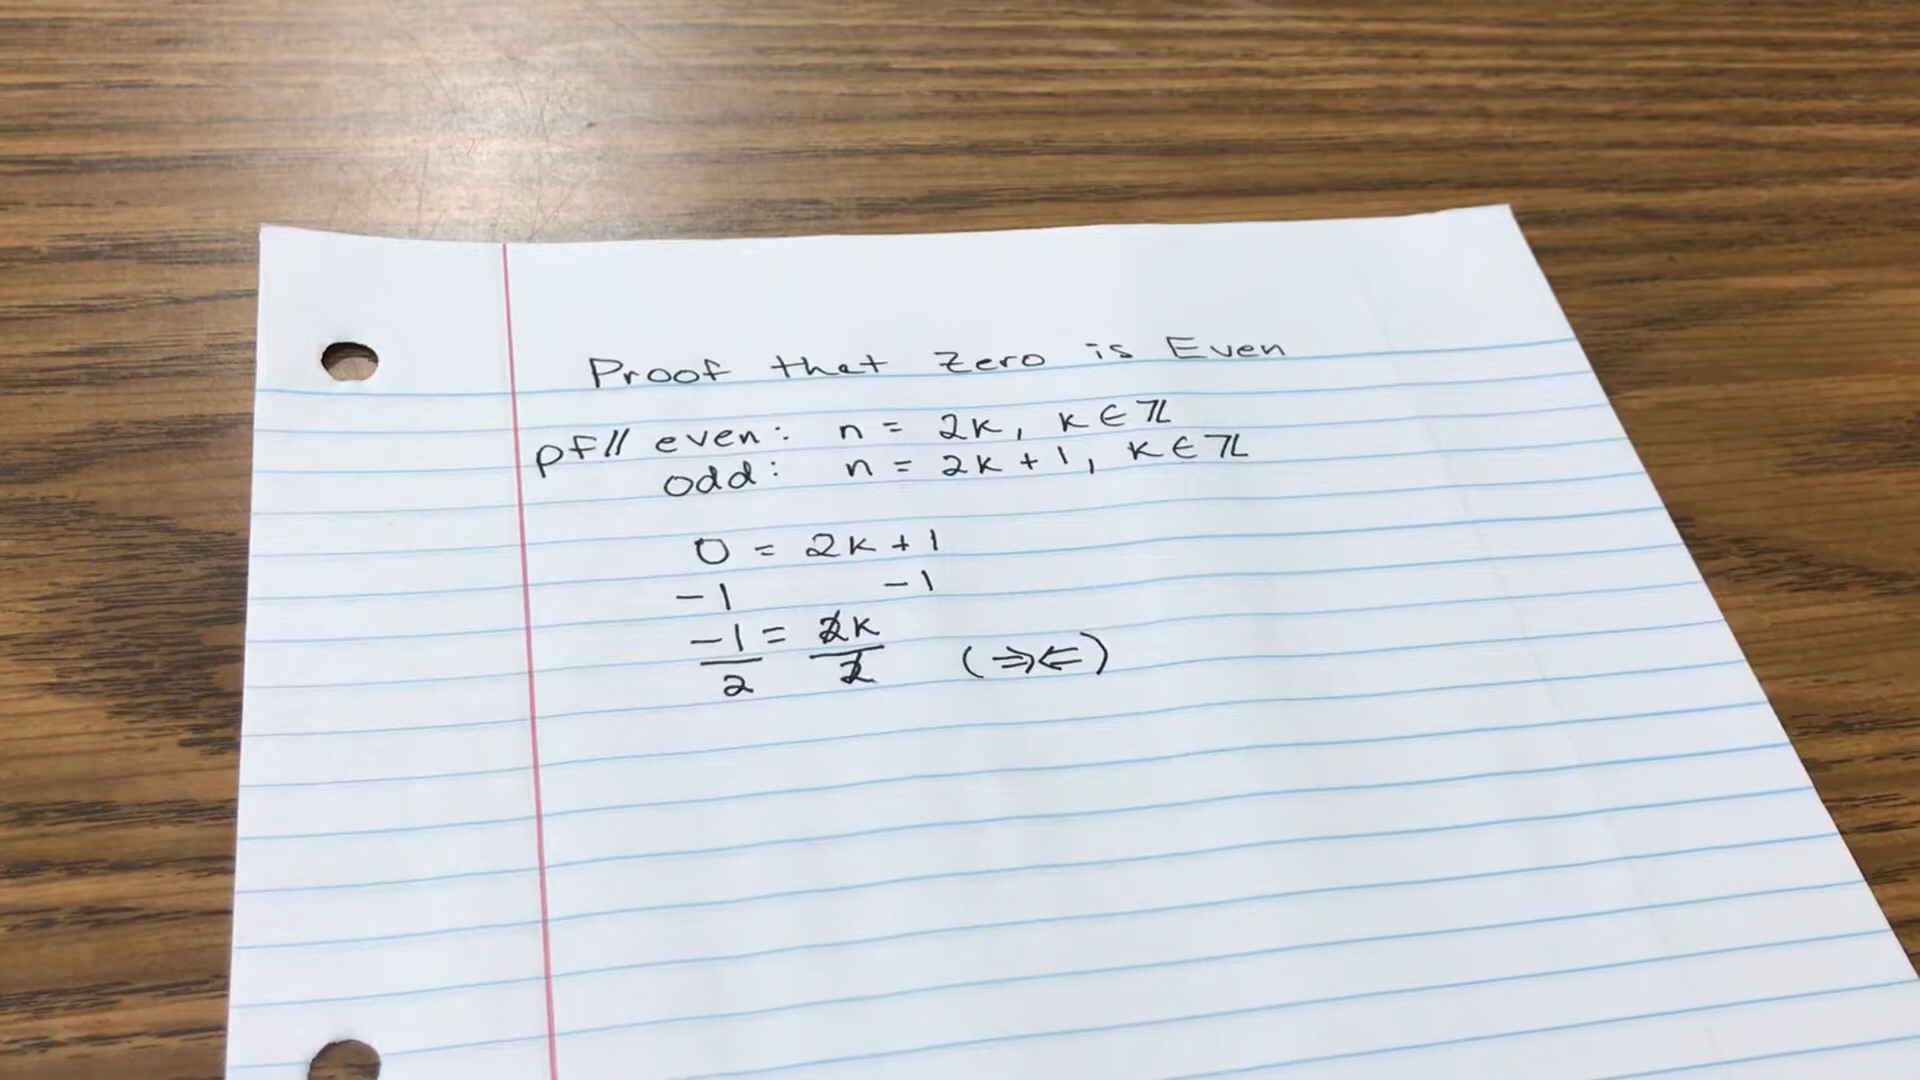 Proof that Zero is Even
pf// even: n = 2k, k ∈ ℤ
odd: n = 2k + 1, k ∈ ℤ
0 = 2k + 1
-1 -1
-1 = 2k
2 2 (⇒⇐)